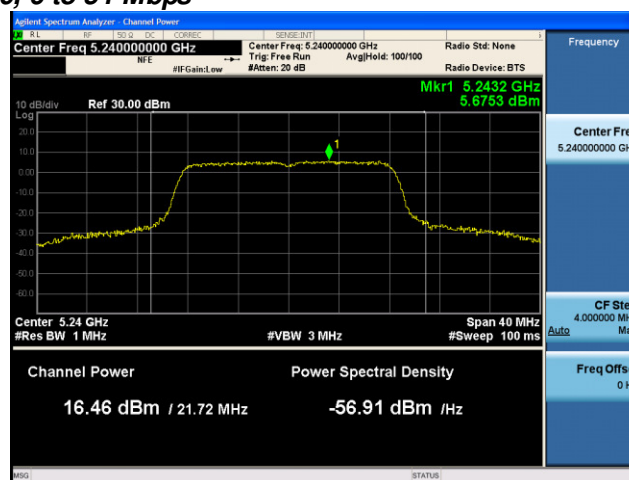 6 to 54 Mbps
Agilent Spectrum Analyzer - Channel Power
RL RF 50 Ω DC CORREC SENSE:INT
Center Freq 5.240000000 GHz
NFE
#IFGain:Low
Center Freq: 5.240000000 GHz
Trig: Free Run Avg|Hold: 100/100
#Atten: 20 dB
Radio Std: None
Radio Device: BTS
Frequency
Mkr1 5.2432 GHz
5.6753 dBm
10 dB/div Ref 30.00 dBm
Log
20.0
10.0
0.00
-10.0
-20.0
-30.0
-40.0
-50.0
-60.0
1
Center Fre
5.240000000 GH
Center 5.24 GHz Span 40 MHz
#Res BW 1 MHz #VBW 3 MHz #Sweep 100 ms
CF Ste
4.000000 MH
Auto Ma
Channel Power Power Spectral Density
16.46 dBm / 21.72 MHz -56.91 dBm /Hz
Freq Offs
0 H
MSG STATUS